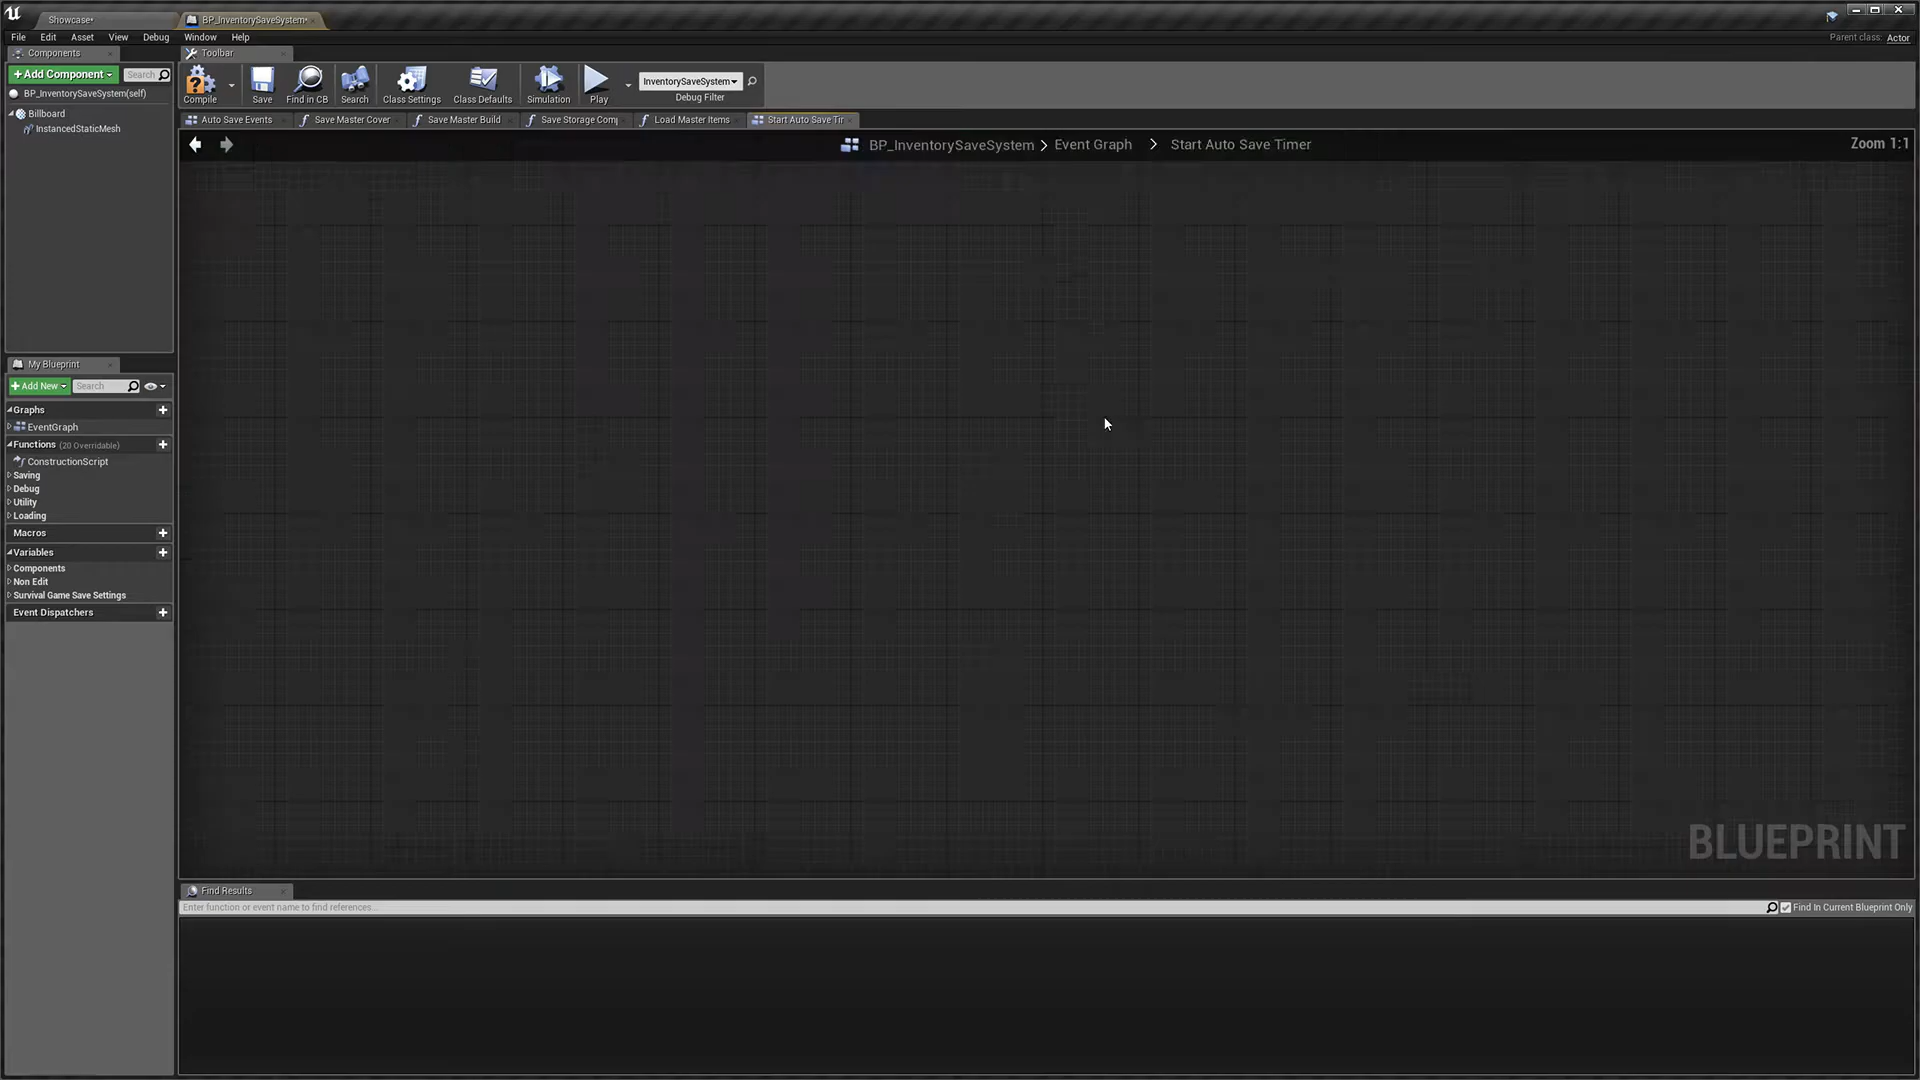 Showcase•
BP_InventorySaveSystem•
File Edit Asset View Debug Window Help
Parent class: Actor
Components
Toolbar
+Add Component
Search
BP_InventorySaveSystem(self)
Billboard
InstancedStaticMesh
Compile
Save
Find in CB
Search
Class Settings
Class Defaults
Simulation
Play
InventorySaveSystem
Debug Filter
Auto Save Events
Save Master Cover
Save Master Build
Save Storage Comp
Load Master Items
Start Auto Save Tir
BP_InventorySaveSystem > Event Graph > Start Auto Save Timer
Zoom 1:1
My Blueprint
+Add New
Search
Graphs
EventGraph
Functions (20 Overridable)
ConstructionScript
Saving
Debug
Utility
Loading
Macros
Variables
Components
Non Edit
Survival Game Save Settings
Event Dispatchers
BLUEPRINT
Find Results
Enter function or event name to find references...
Find In Current Blueprint Only